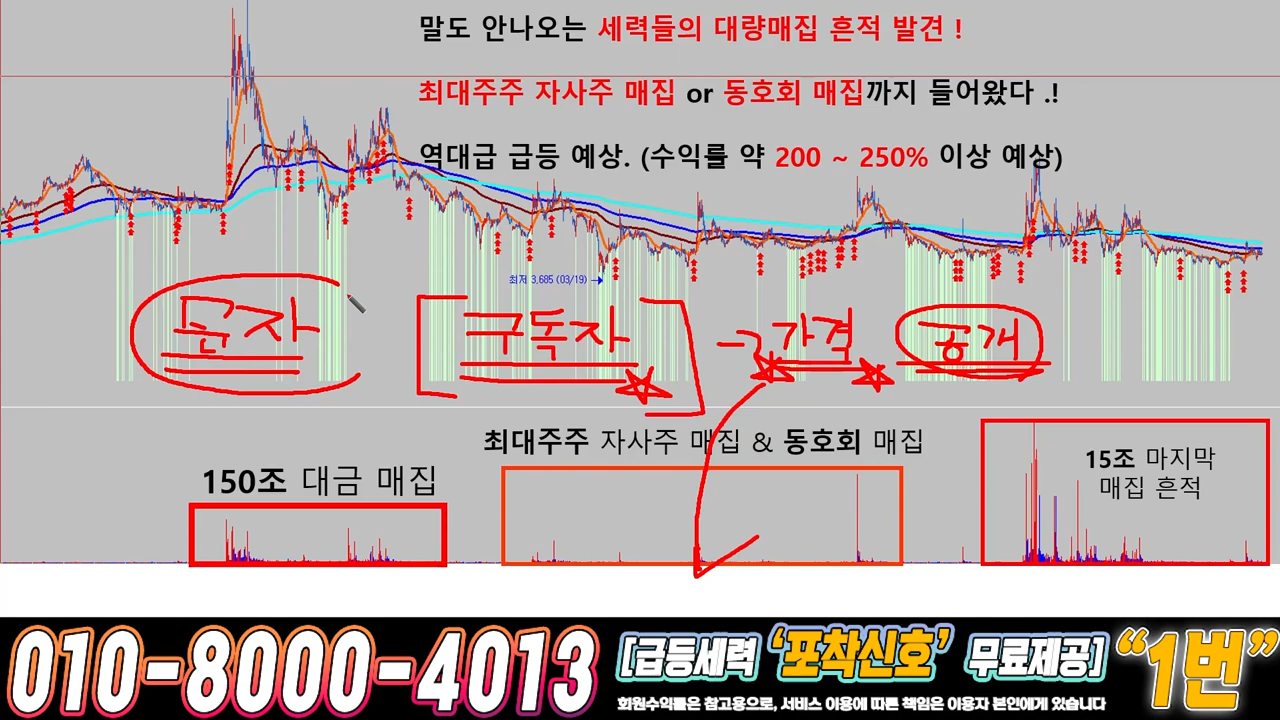 말도 안나오는 세력들의 대량매집 흔적 발견 !
최대주주 자사주 매집 or 동호회 매집까지 들어왔다 .!
역대급 급등 예상. (수익률 약 200 ~ 250% 이상 예상)
최저 3,685 (03/19)
문자 구독자 가격 공개
최대주주 자사주 매집 & 동호회 매집
150조 대금 매집
15조 마지막
매집 흔적
010-8000-4013
[급등세력 ‘포착신호’ 무료제공] “1번”
회원수익률은 참고용으로, 서비스 이용에 따른 책임은 이용자 본인에게 있습니다